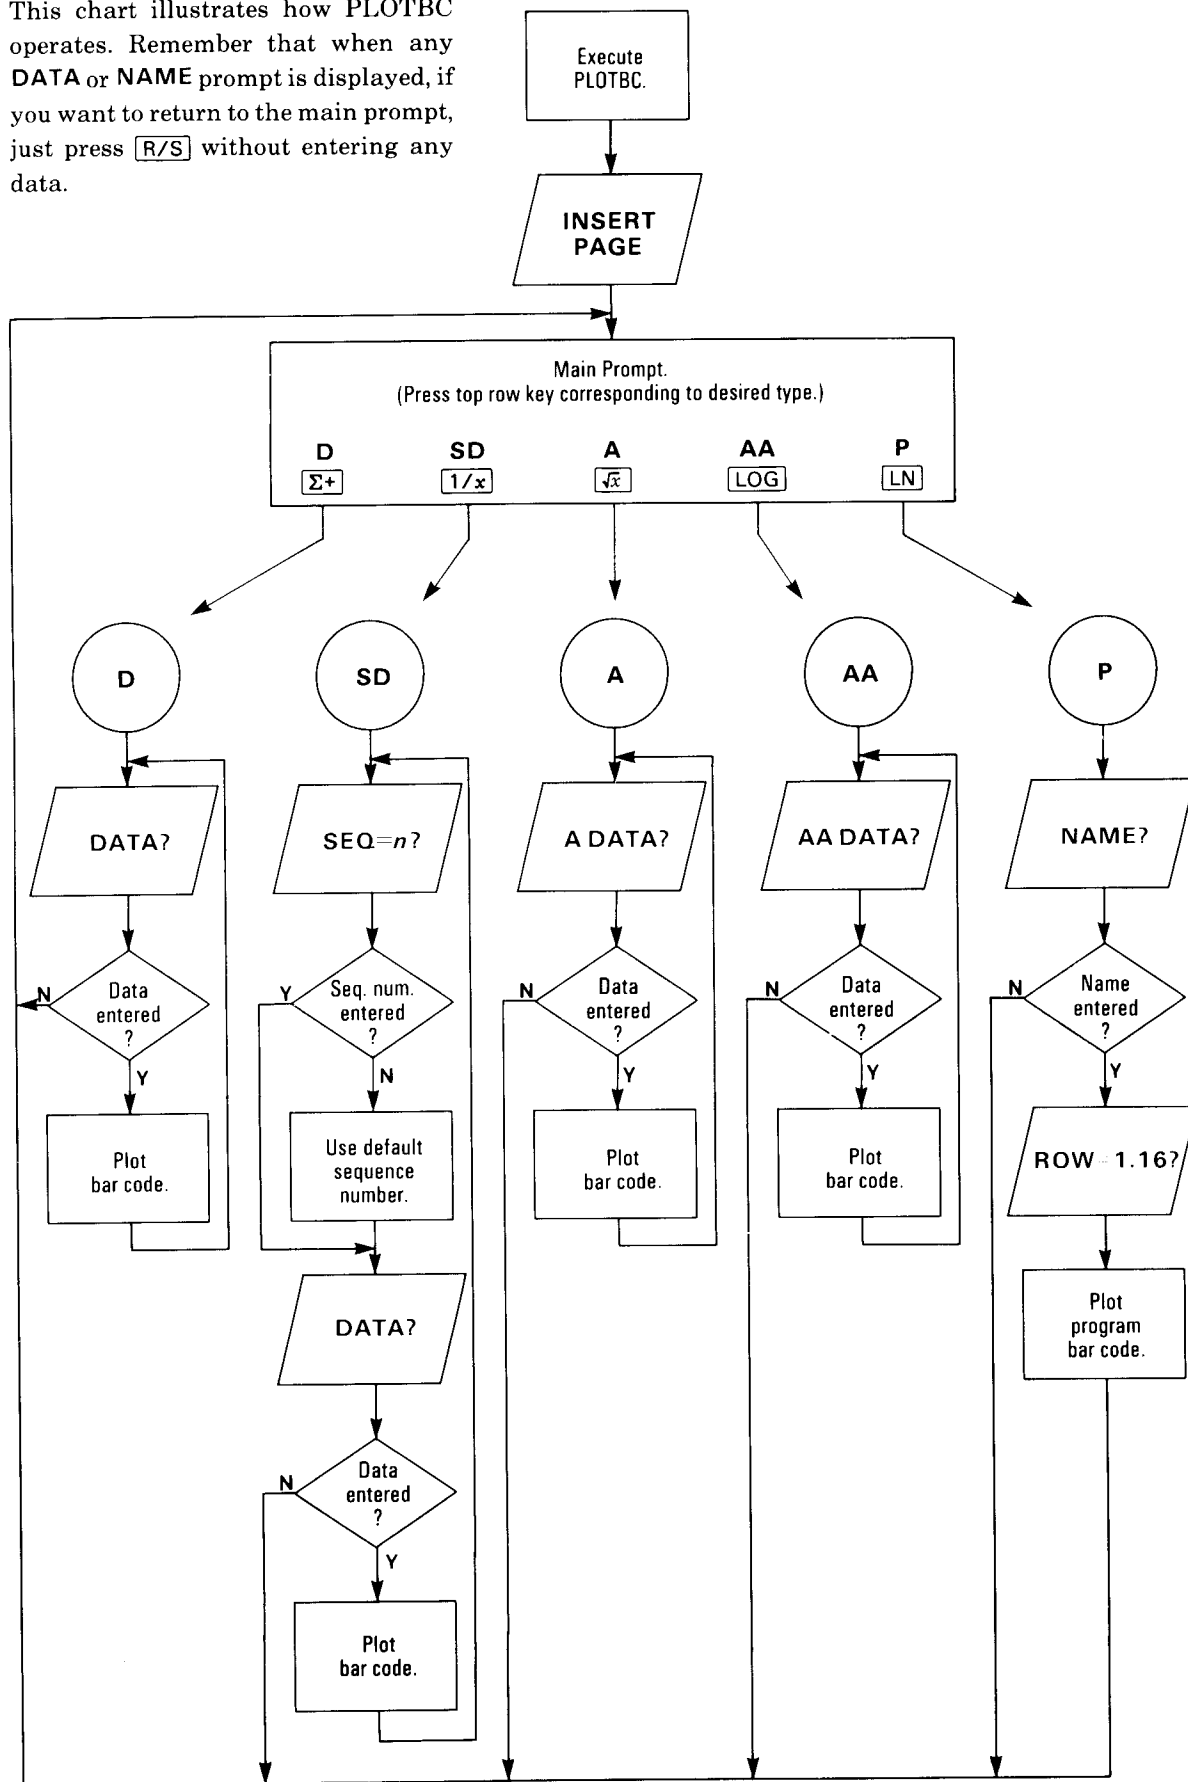 This chart illustrates how PLOTBC
operates. Remember that when any
DATA or NAME prompt is displayed, if
you want to return to the main prompt,
just press R/S without entering any
data.
Execute
PLOTBC.
INSERT
PAGE
Main Prompt.
(Press top row key corresponding to desired type.)
D SD A AA P
Σ+ 1/x √x LOG LN
D SD A AA P
DATA? SEQ=n? A DATA? AA DATA? NAME?
N
Data
entered
?
Y
Plot
bar code.
Y
Seq. num.
entered
?
N
Use default
sequence
number.
DATA?
N
Data
entered
?
Y
Plot
bar code.
N
Data
entered
?
Y
Plot
bar code.
N
Data
entered
?
Y
Plot
bar code.
N
Name
entered
?
Y
ROW=1.16?
Plot
program
bar code.